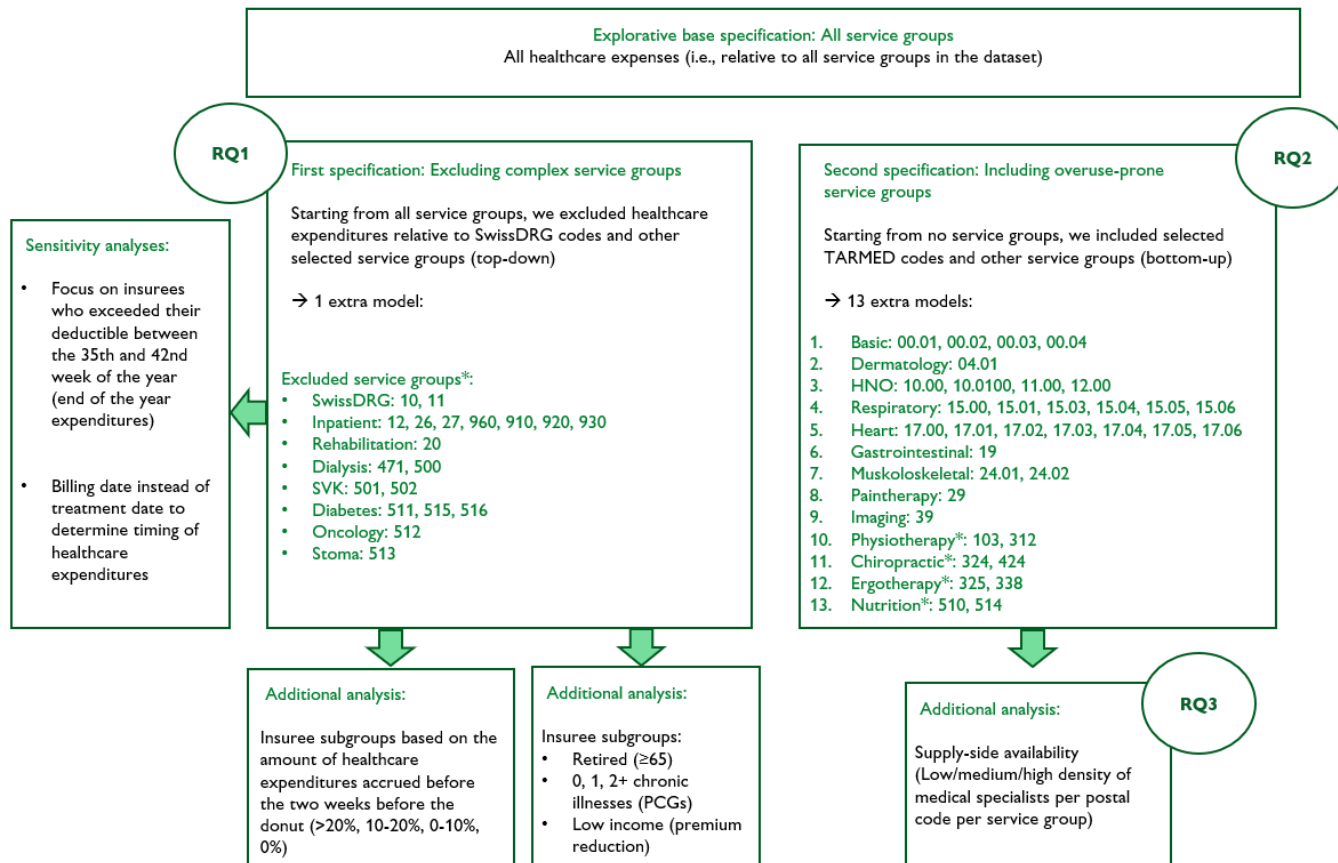 Explorative base specification: All service groups
All healthcare expenses (i.e., relative to all service groups in the dataset)
RQ1
First specification: Excluding complex service groups
Starting from all service groups, we excluded healthcare
expenditures relative to SwissDRG codes and other
selected service groups (top-down)
→ 1 extra model:
Excluded service groups*:
• SwissDRG: 10, 11
• Inpatient: 12, 26, 27, 960, 910, 920, 930
• Rehabilitation: 20
• Dialysis: 471, 500
• SVK: 501, 502
• Diabetes: 511, 515, 516
• Oncology: 512
• Stoma: 513
RQ2
Second specification: Including overuse-prone
service groups
Starting from no service groups, we included selected
TARMED codes and other service groups (bottom-up)
→ 13 extra models:
1. Basic: 00.01, 00.02, 00.03, 00.04
2. Dermatology: 04.01
3. HNO: 10.00, 10.0100, 11.00, 12.00
4. Respiratory: 15.00, 15.01, 15.03, 15.04, 15.05, 15.06
5. Heart: 17.00, 17.01, 17.02, 17.03, 17.04, 17.05, 17.06
6. Gastrointestinal: 19
7. Muskoloskeletal: 24.01, 24.02
8. Paintherapy: 29
9. Imaging: 39
10. Physiotherapy*: 103, 312
11. Chiropractic*: 324, 424
12. Ergotherapy*: 325, 338
13. Nutrition*: 510, 514
Sensitivity analyses:
• Focus on insurees
who exceeded their
deductible between
the 35th and 42nd
week of the year
(end of the year
expenditures)
• Billing date instead of
treatment date to
determine timing of
healthcare
expenditures
Additional analysis:
Insuree subgroups based on the
amount of healthcare
expenditures accrued before
the two weeks before the
donut (>20%, 10-20%, 0-10%,
0%)
Additional analysis:
Insuree subgroups:
• Retired (≥65)
• 0, 1, 2+ chronic
illnesses (PCGs)
• Low income (premium
reduction)
RQ3
Additional analysis:
Supply-side availability
(Low/medium/high density of
medical specialists per postal
code per service group)